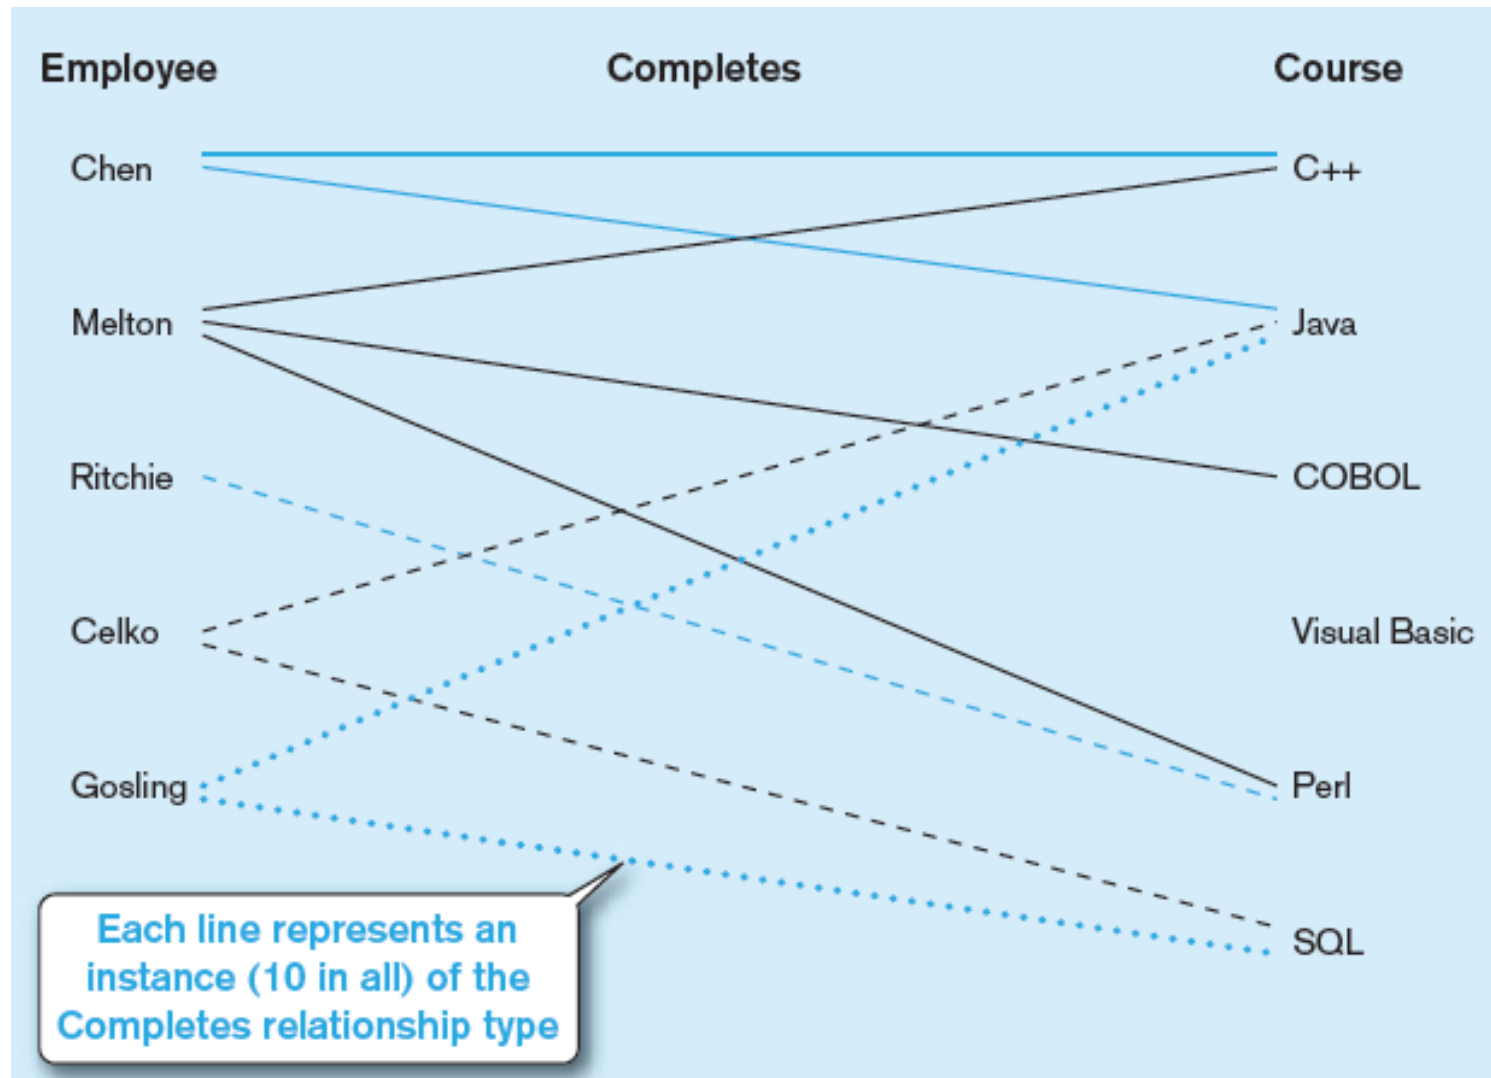 Employee Completes Course
Chen C++
Melton Java
Ritchie COBOL
Celko Visual Basic
Gosling Perl
SQL
Each line represents an
instance (10 in all) of the
Completes relationship type